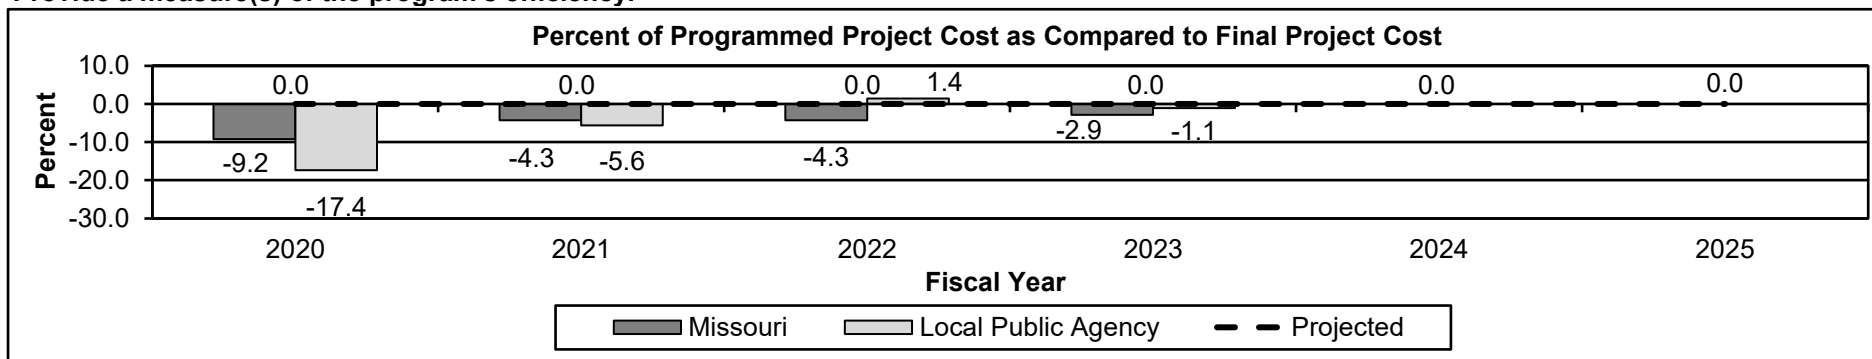 Provide a measure(s) of the program's efficiency.
Percent of Programmed Project Cost as Compared to Final Project Cost
10.0
0.0
-10.0
-20.0
-30.0
Percent
0.0 0.0 0.0 1.4 0.0 0.0 0.0
-9.2 -17.4 -4.3 -5.6 -4.3 -2.9 -1.1
2020 2021 2022 2023 2024 2025
Fiscal Year
Missouri Local Public Agency Projected